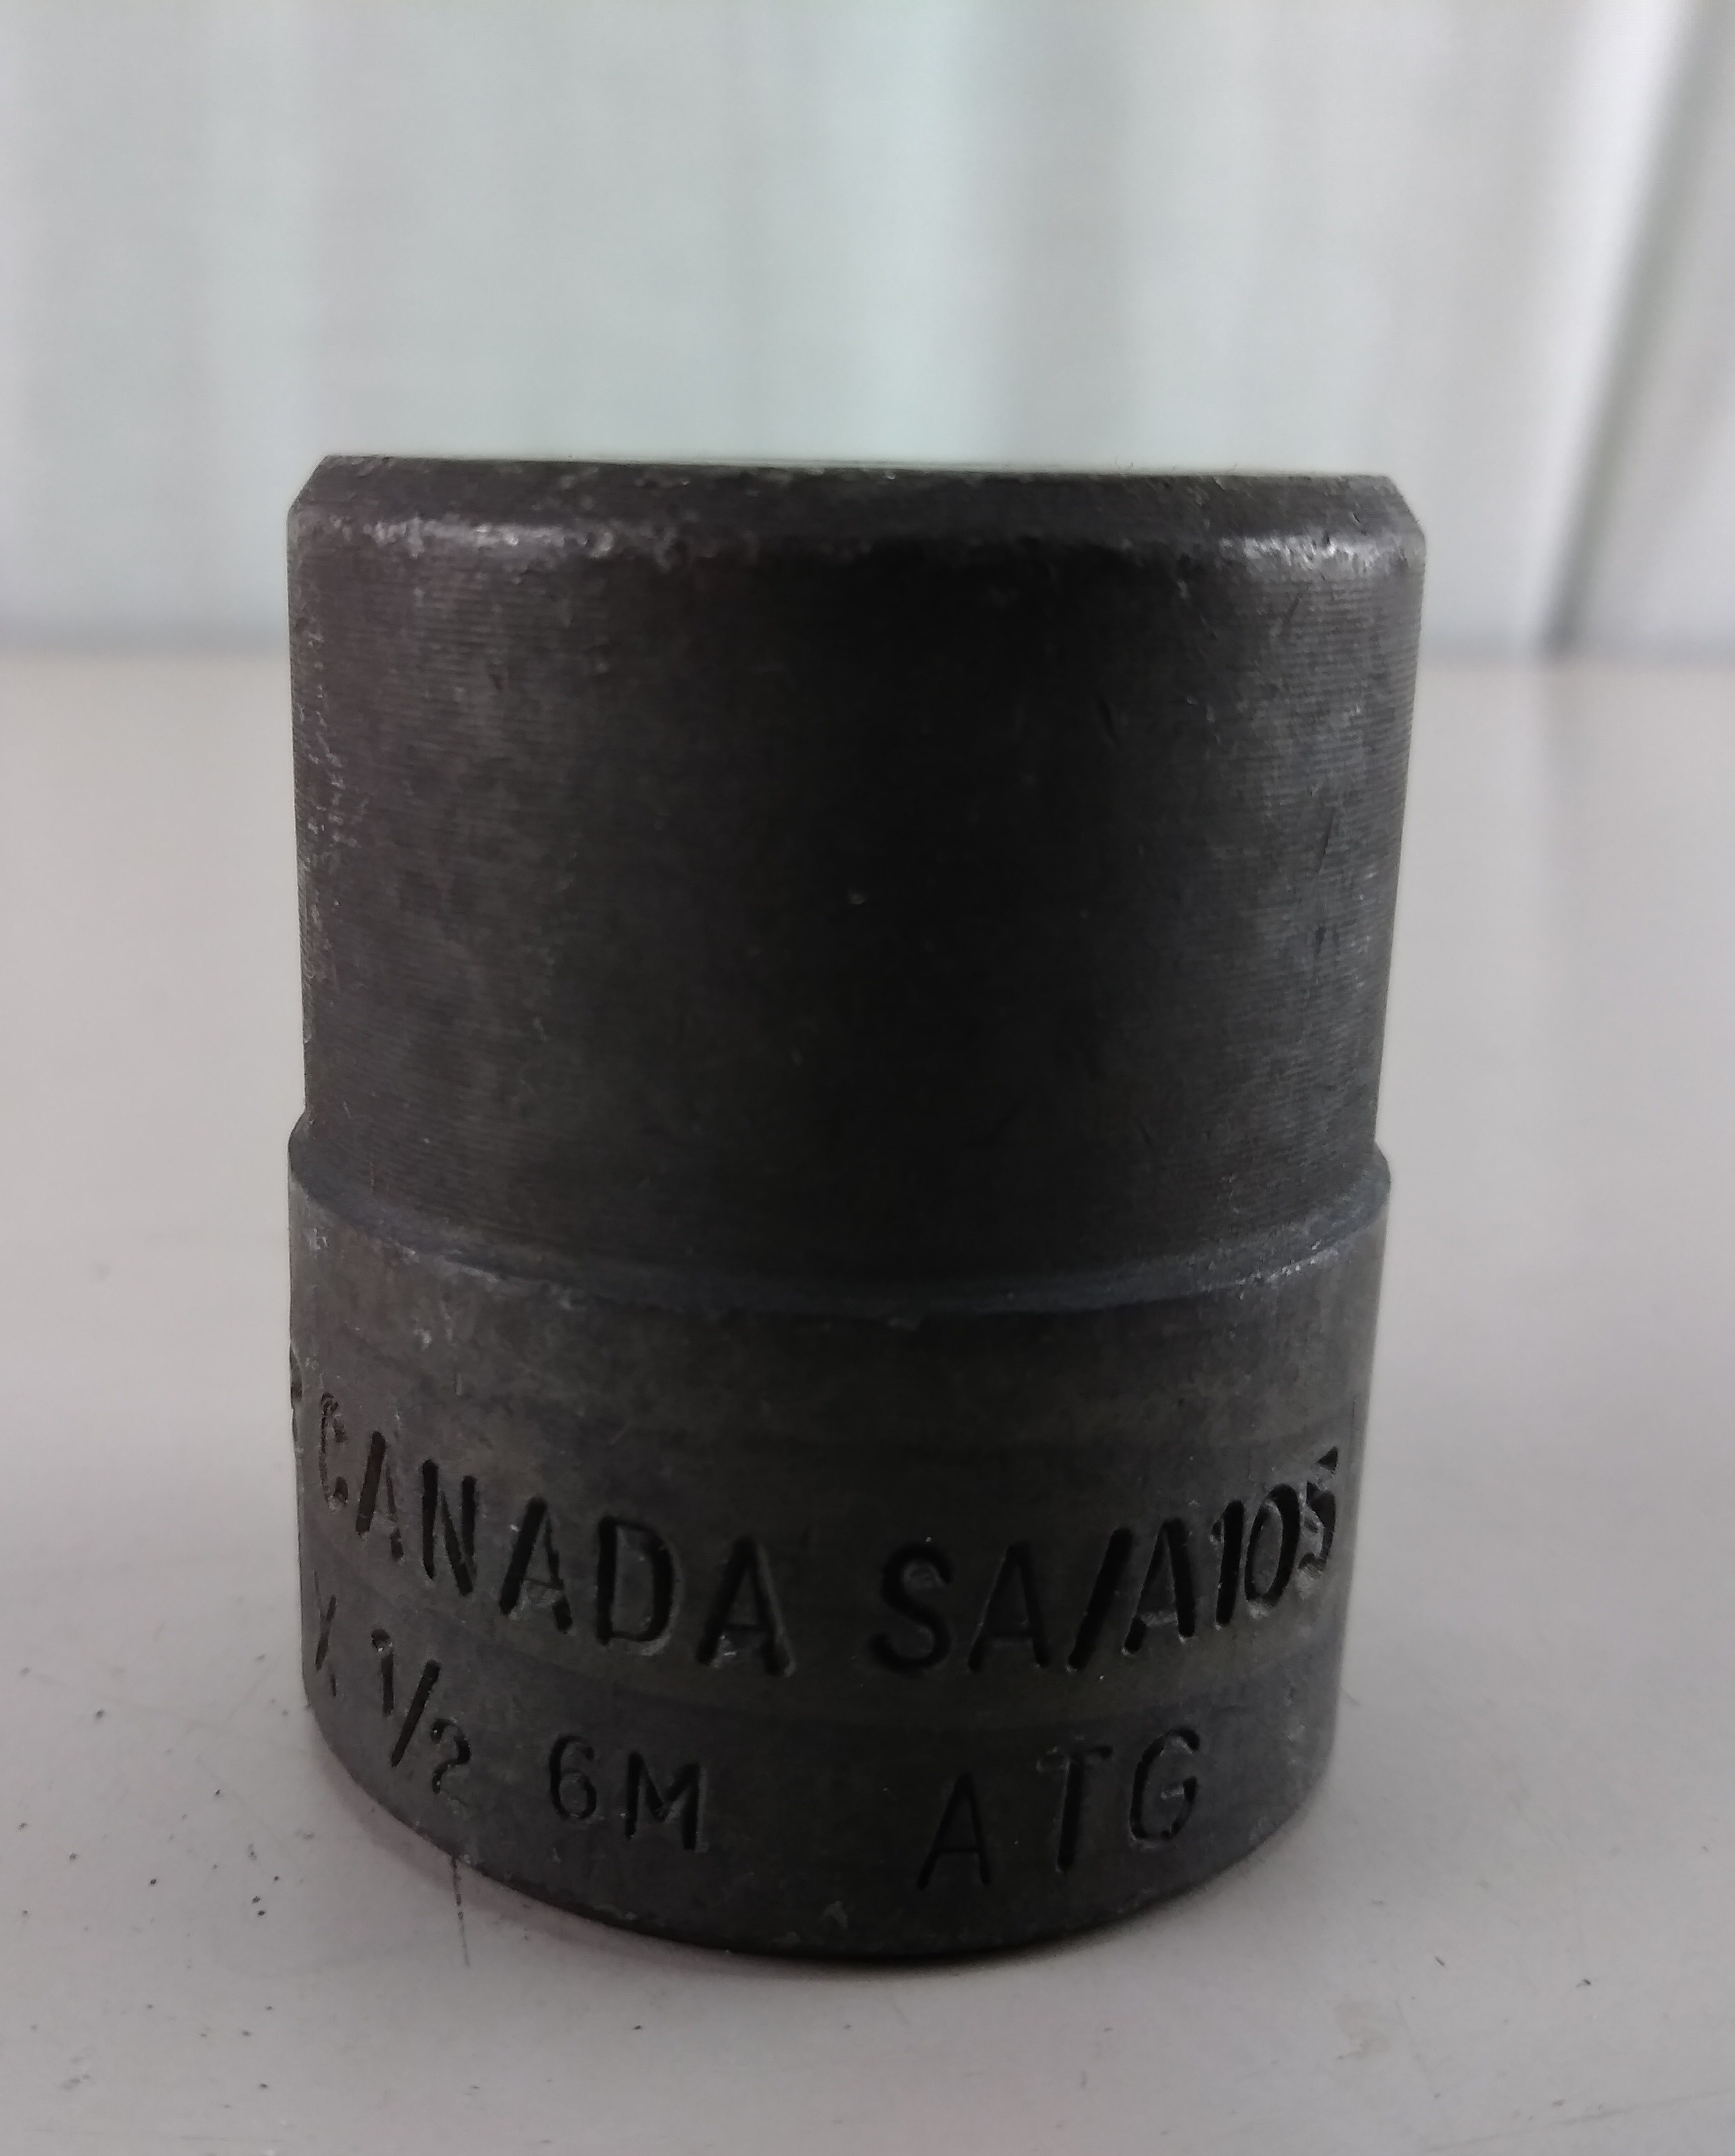 CANADA SA/A105
X 1/2 6M ATG